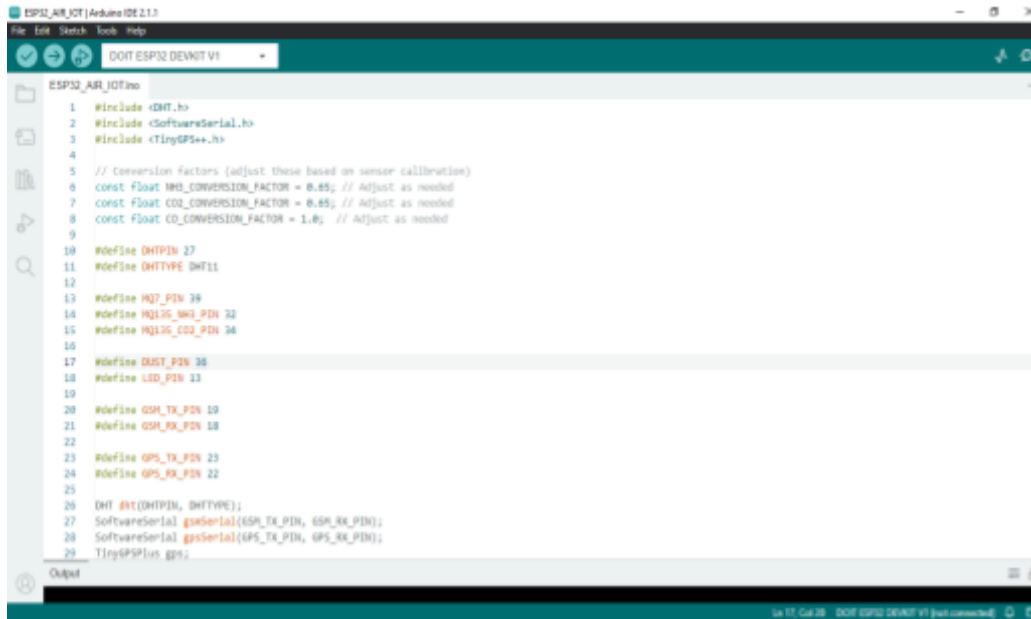 ESP32_AIR_IOT | Arduino IDE 2.1.1
File Edit Sketch Tools Help
DOIT ESP32 DEVKIT V1
ESP32_AIR_IOT.ino
1 #include <DHT.h>
2 #include <SoftwareSerial.h>
3 #include <TinyGPS++.h>
4
5 // Conversion factors (adjust these based on sensor calibration)
6 const float NH3_CONVERSION_FACTOR = 0.65; // Adjust as needed
7 const float CO2_CONVERSION_FACTOR = 0.65; // Adjust as needed
8 const float CO_CONVERSION_FACTOR = 1.0; // Adjust as needed
9
10 #define DHTPIN 27
11 #define DHTTYPE DHT11
12
13 #define MQ7_PIN 39
14 #define MQ135_NH3_PIN 32
15 #define MQ135_CO2_PIN 34
16
17 #define DUST_PIN 36
18 #define LED_PIN 13
19
20 #define GSM_TX_PIN 19
21 #define GSM_RX_PIN 18
22
23 #define GPS_TX_PIN 23
24 #define GPS_RX_PIN 22
25
26 DHT dht(DHTPIN, DHTTYPE);
27 SoftwareSerial gsmSerial(GSM_TX_PIN, GSM_RX_PIN);
28 SoftwareSerial gpsSerial(GPS_TX_PIN, GPS_RX_PIN);
29 TinyGPSPlus gps;
Output
Ln 17, Col 20 DOIT ESP32 DEVKIT V1 [not connected]